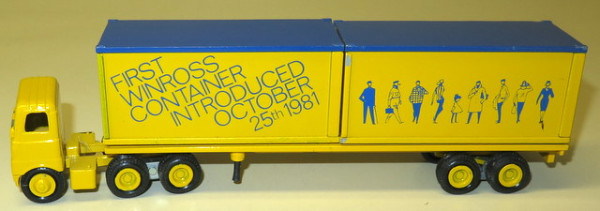 FIRST
WINROSS
CONTAINER
INTRODUCED
OCTOBER
25th 1981